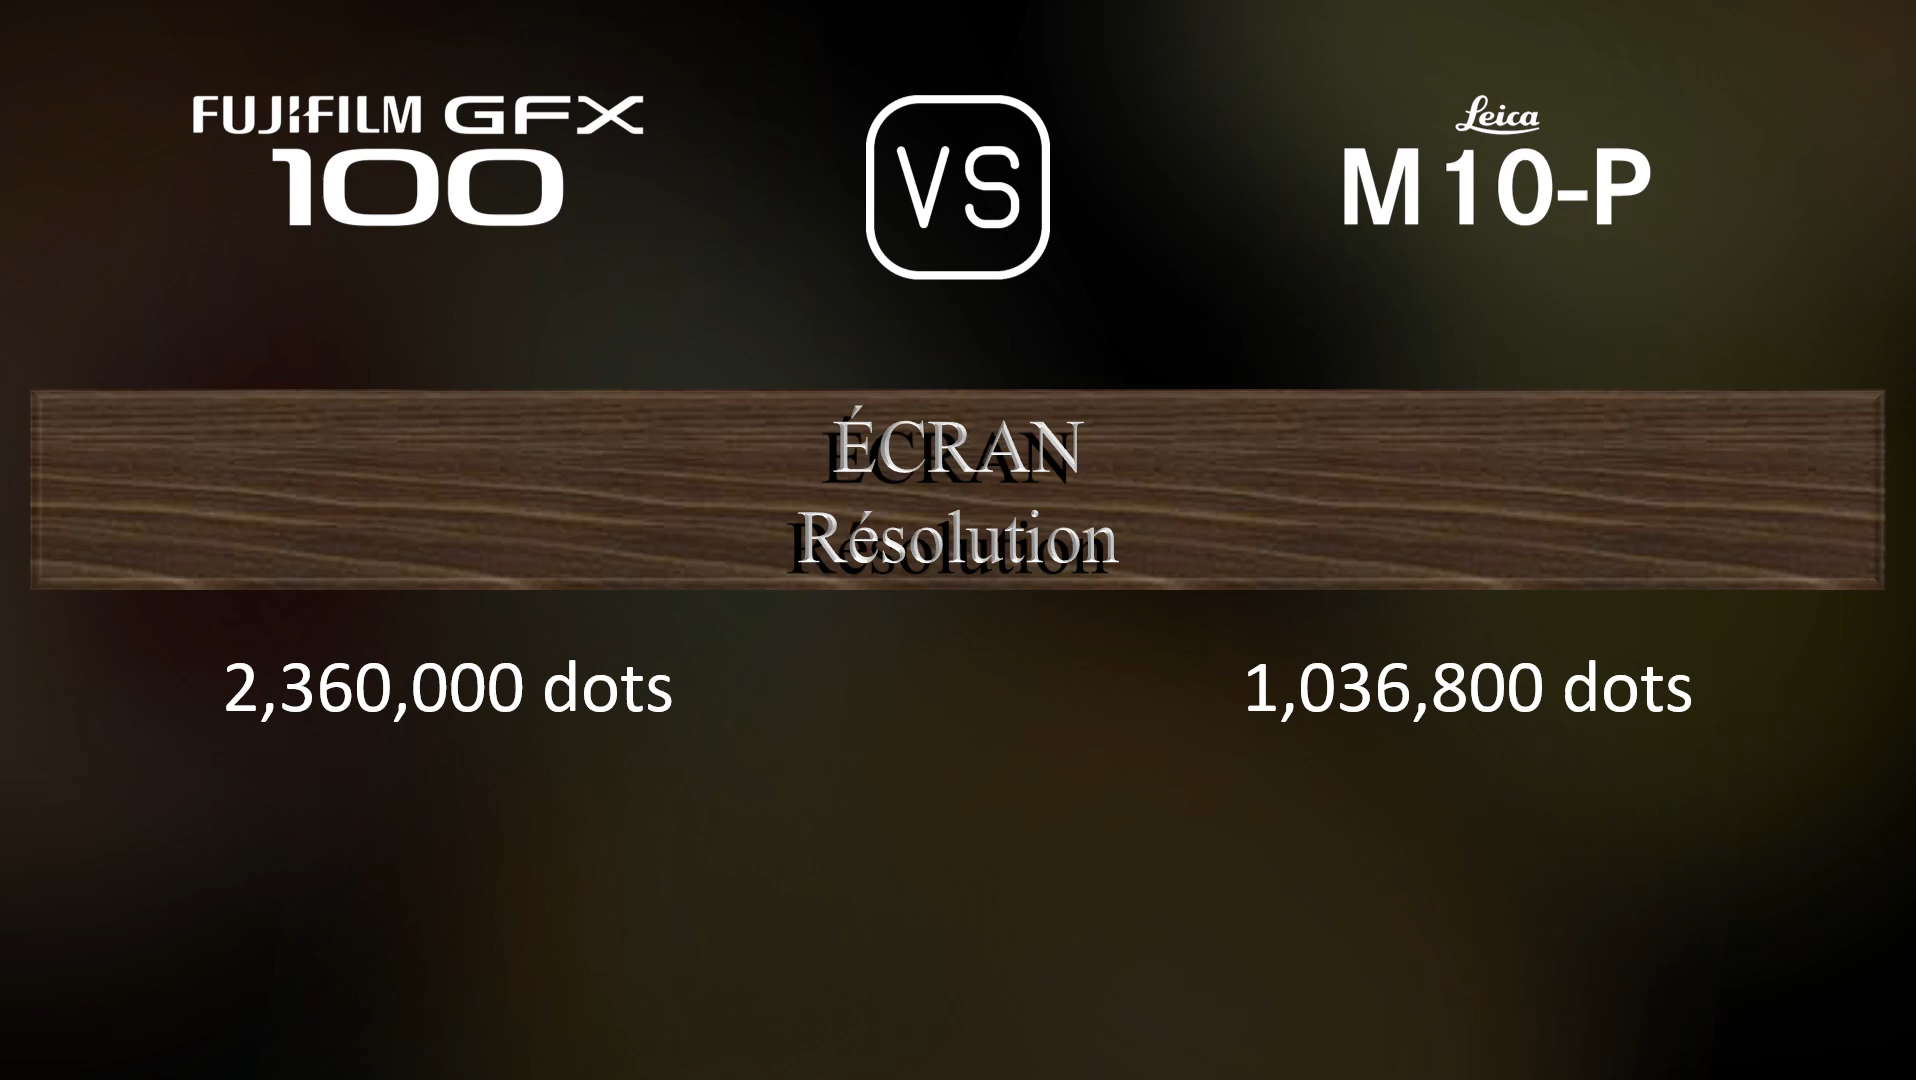 FUJIFILM GFX
100
VS
Leica
M10-P
ÉCRAN
Résolution
2,360,000 dots
1,036,800 dots